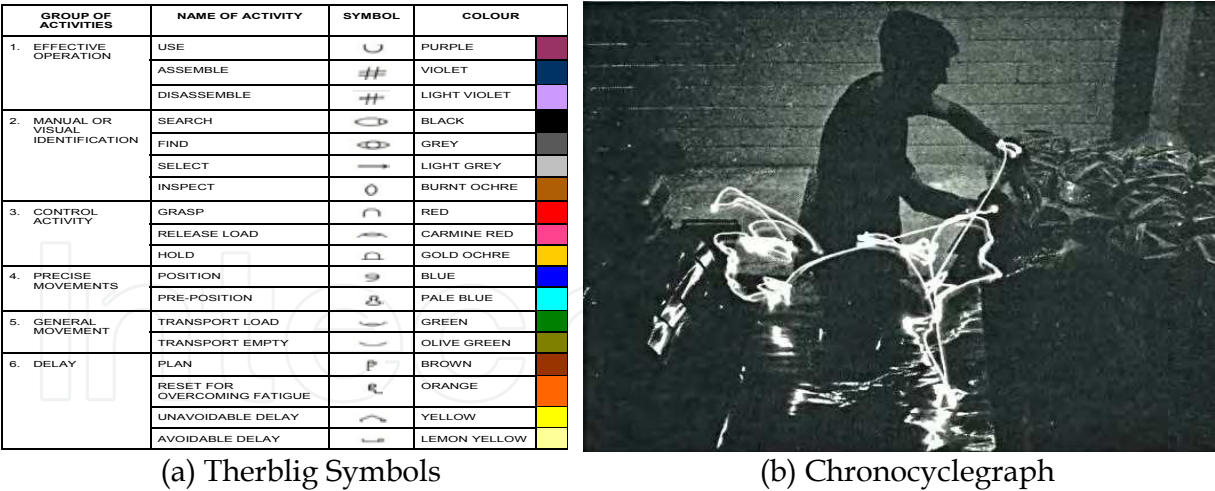 GROUP OF ACTIVITIES NAME OF ACTIVITY SYMBOL COLOUR
1. EFFECTIVE OPERATION USE PURPLE
ASSEMBLE VIOLET
DISASSEMBLE LIGHT VIOLET
2. MANUAL OR VISUAL IDENTIFICATION SEARCH BLACK
FIND GREY
SELECT LIGHT GREY
INSPECT BURNT OCHRE
3. CONTROL ACTIVITY GRASP RED
RELEASE LOAD CARMINE RED
HOLD GOLD OCHRE
4. PRECISE MOVEMENTS POSITION BLUE
PRE-POSITION PALE BLUE
5. GENERAL MOVEMENT TRANSPORT LOAD GREEN
TRANSPORT EMPTY OLIVE GREEN
6. DELAY PLAN BROWN
RESET FOR OVERCOMING FATIGUE ORANGE
UNAVOIDABLE DELAY YELLOW
AVOIDABLE DELAY LEMON YELLOW
(a) Therblig Symbols (b) Chronocyclegraph